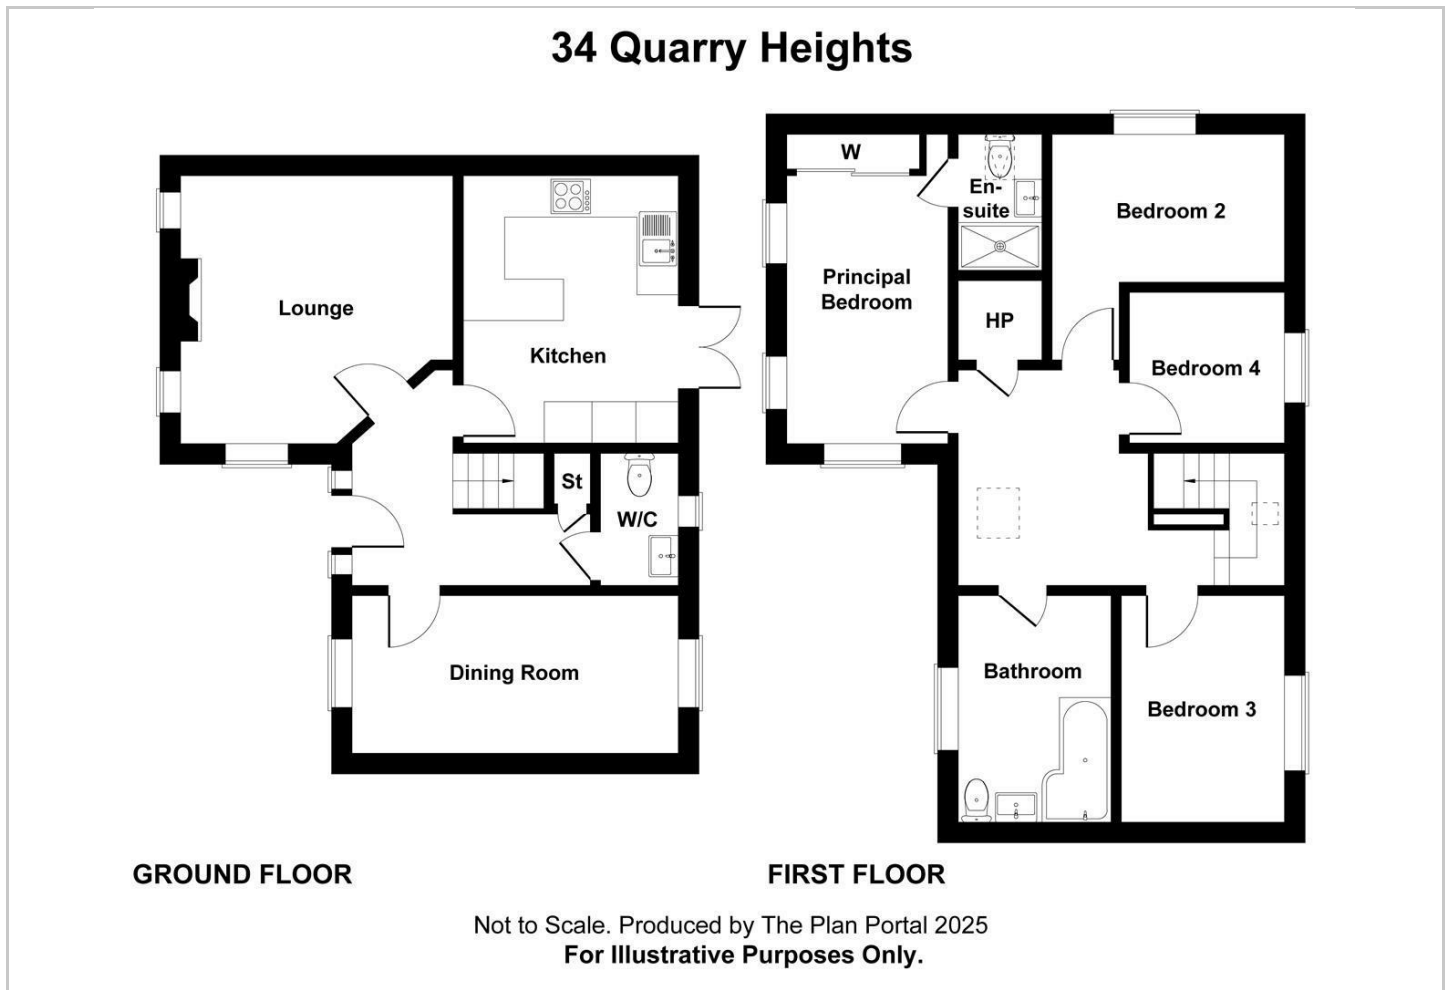 34 Quarry Heights
Lounge
Kitchen
St
W/C
Dining Room
W
En-
suite
Bedroom 2
Principal
Bedroom
HP
Bedroom 4
Bathroom
Bedroom 3
GROUND FLOOR
FIRST FLOOR
Not to Scale. Produced by The Plan Portal 2025
For Illustrative Purposes Only.